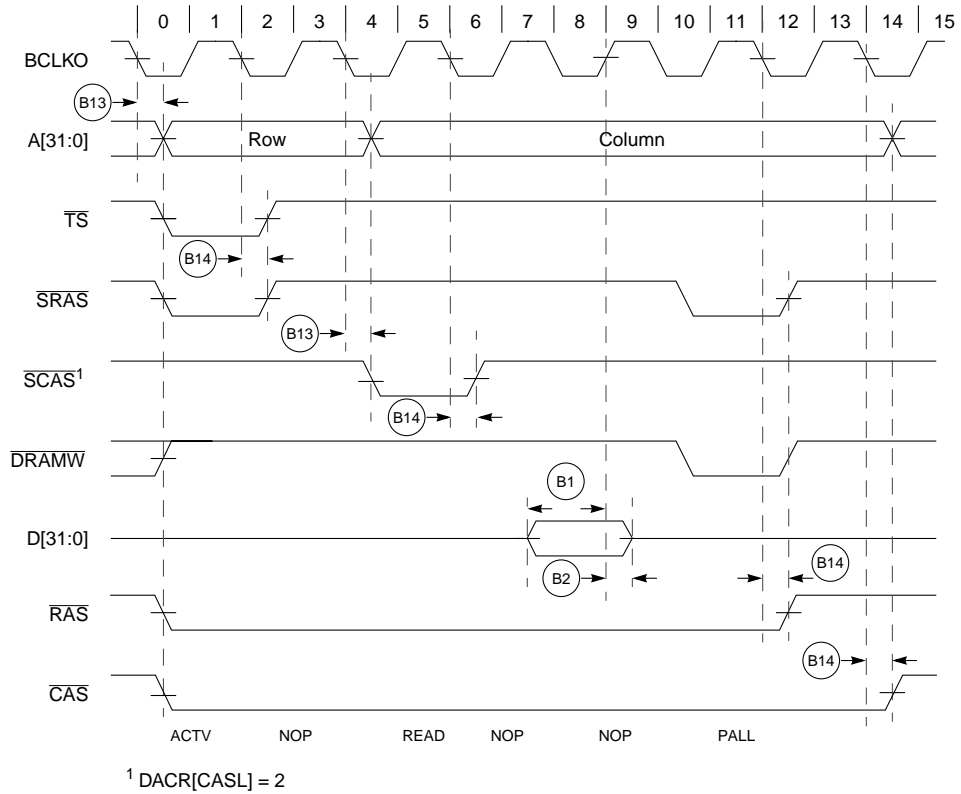 0 1 2 3 4 5 6 7 8 9 10 11 12 13 14 15
BCLKO
B13
A[31:0] Row Column
TS
B14
SRAS
B13
SCAS1
B14
DRAMW
B1
D[31:0]
B2 B14
RAS
B14
CAS
ACTV NOP READ NOP NOP PALL
1 DACR[CASL] = 2